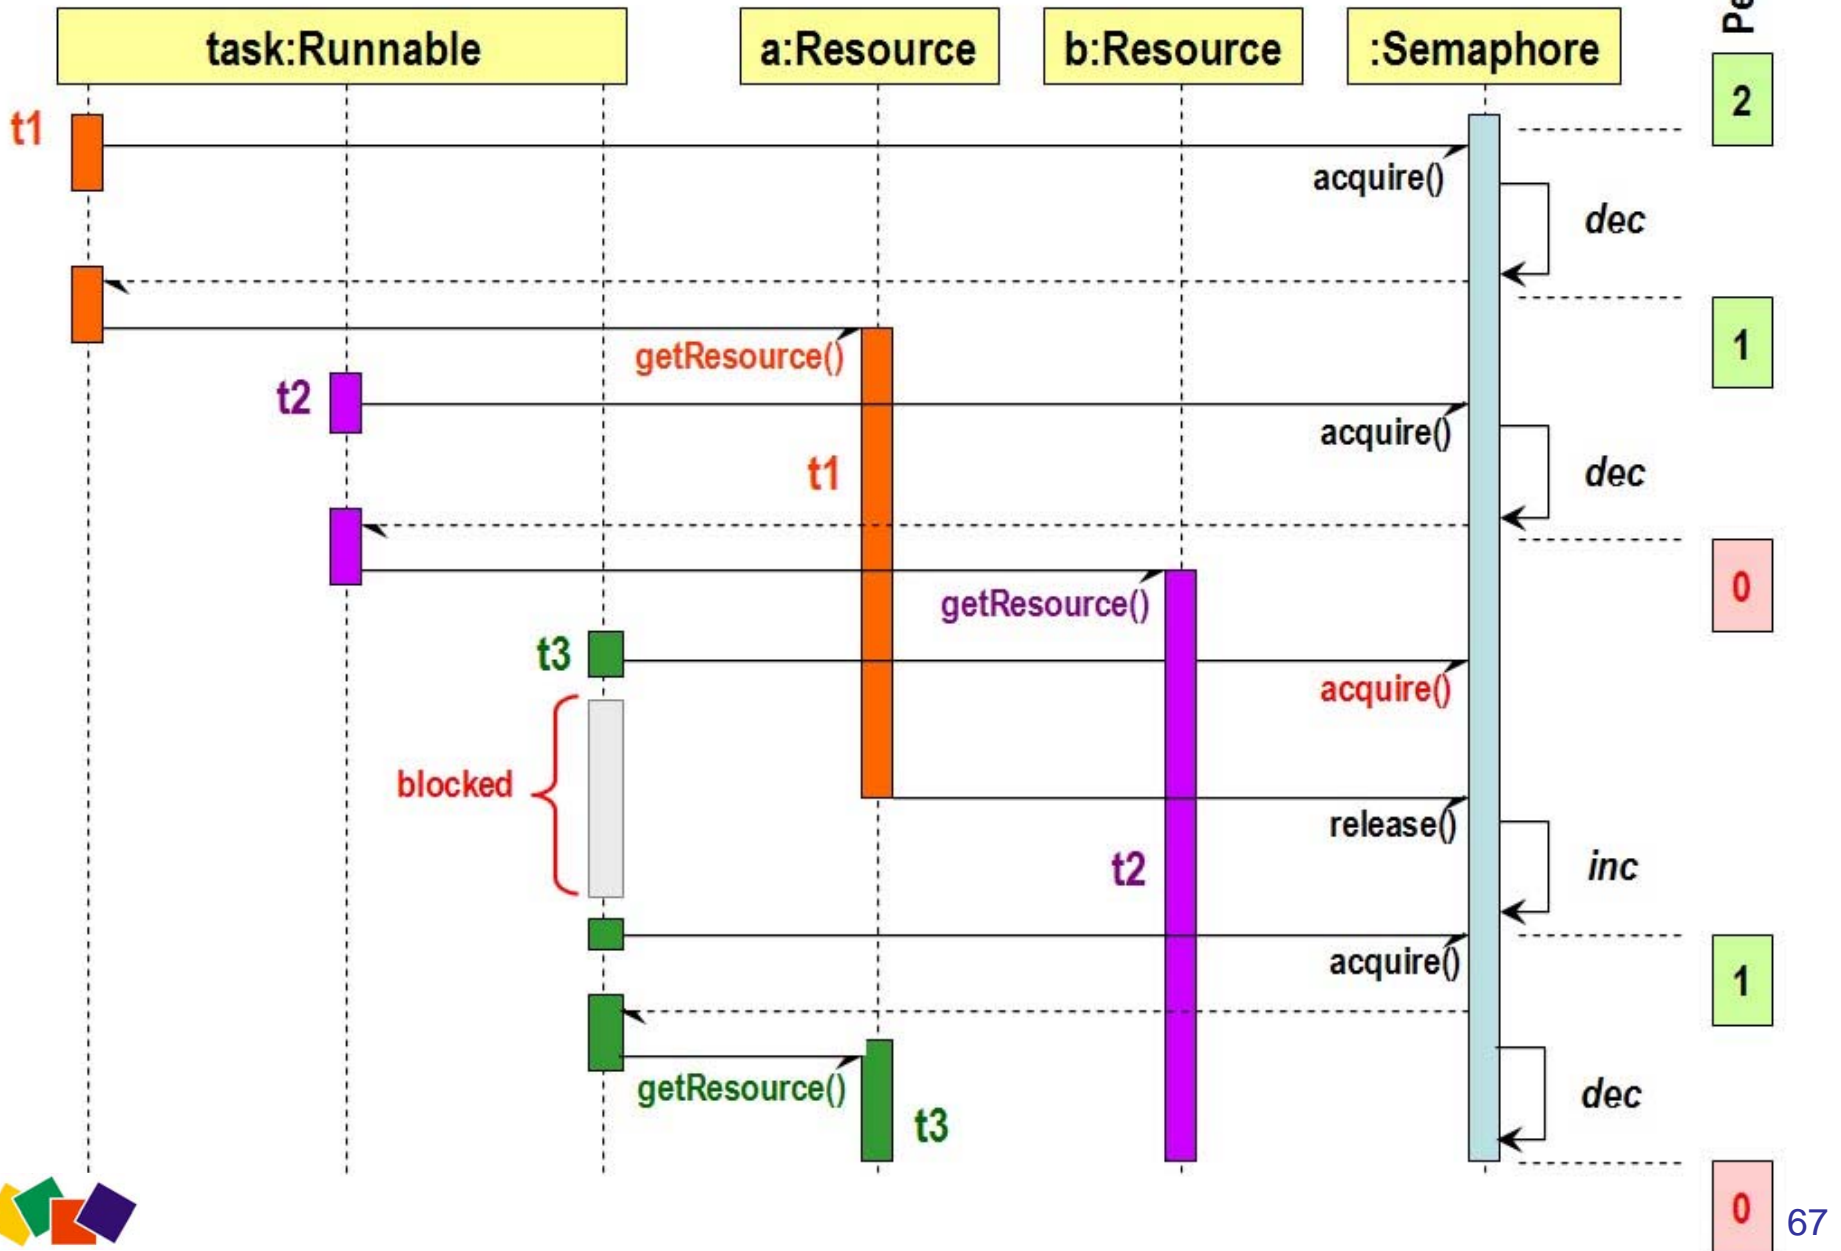 task:Runnable
a:Resource
b:Resource
:Semaphore
Pe
2
t1
acquire()
dec
1
getResource()
t2
acquire()
t1
dec
0
getResource()
t3
acquire()
blocked
release()
t2
inc
acquire()
1
getResource()
dec
t3
0
67